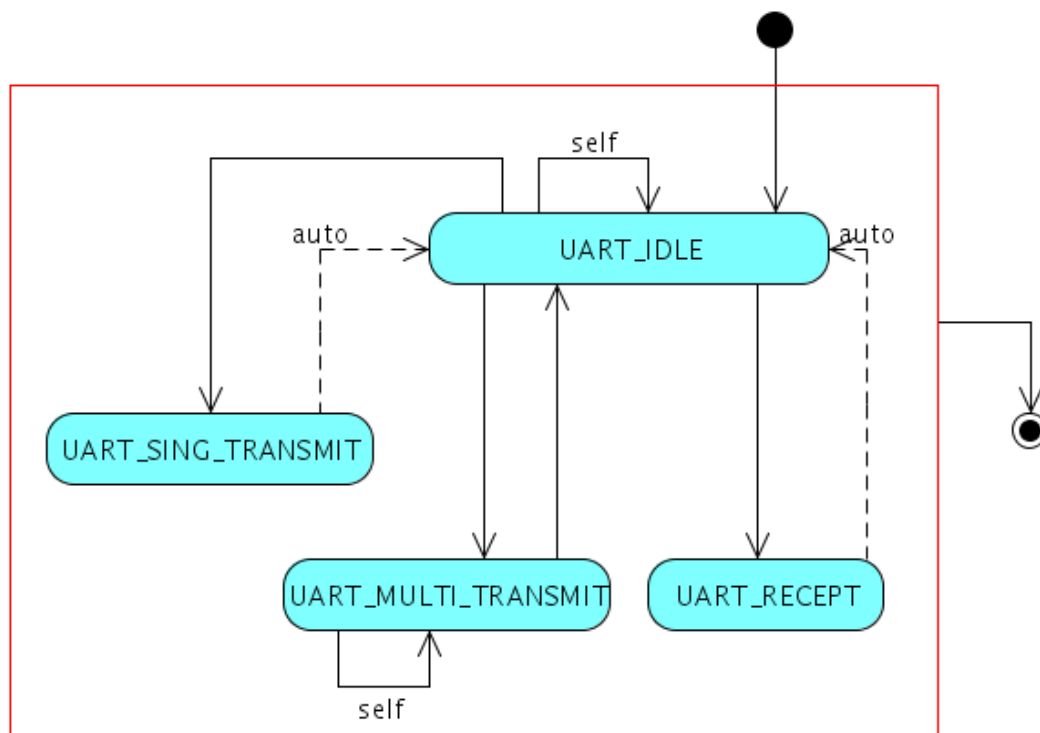 self
auto
UART_IDLE
auto
UART_SING_TRANSMIT
UART_MULTI_TRANSMIT
UART_RECEPT
self